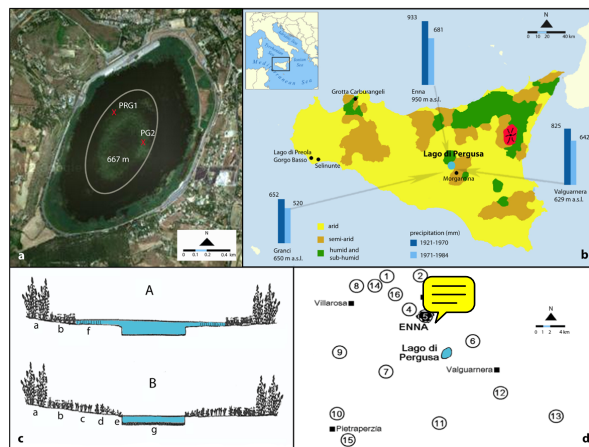 PRG1
PG2
667 m
a
N
0 0.1 0.2 0.4 km
933
681
Enna
950 m a.s.l.
N
0 10 20 40 km
Grotta Carburangeli
825
642
Lago di Preola
Gorgo Basso
Selinunte
Lago di Pergusa
Morgantina
Valguarnera
629 m a.s.l.
652
520
Granci
650 m a.s.l.
arid
semi-arid
humid and
sub-humid
precipitation (mm)
1921-1970
1971-1984
b
A
a b f
B
a b c d e
g
c
1 2
8 14
16
Villarosa
4
ENNA
N
0 1 2 4 km
Lago di
Pergusa
6
9
7
Valguarnera
12
10
11
13
Pietraperzia
15
d